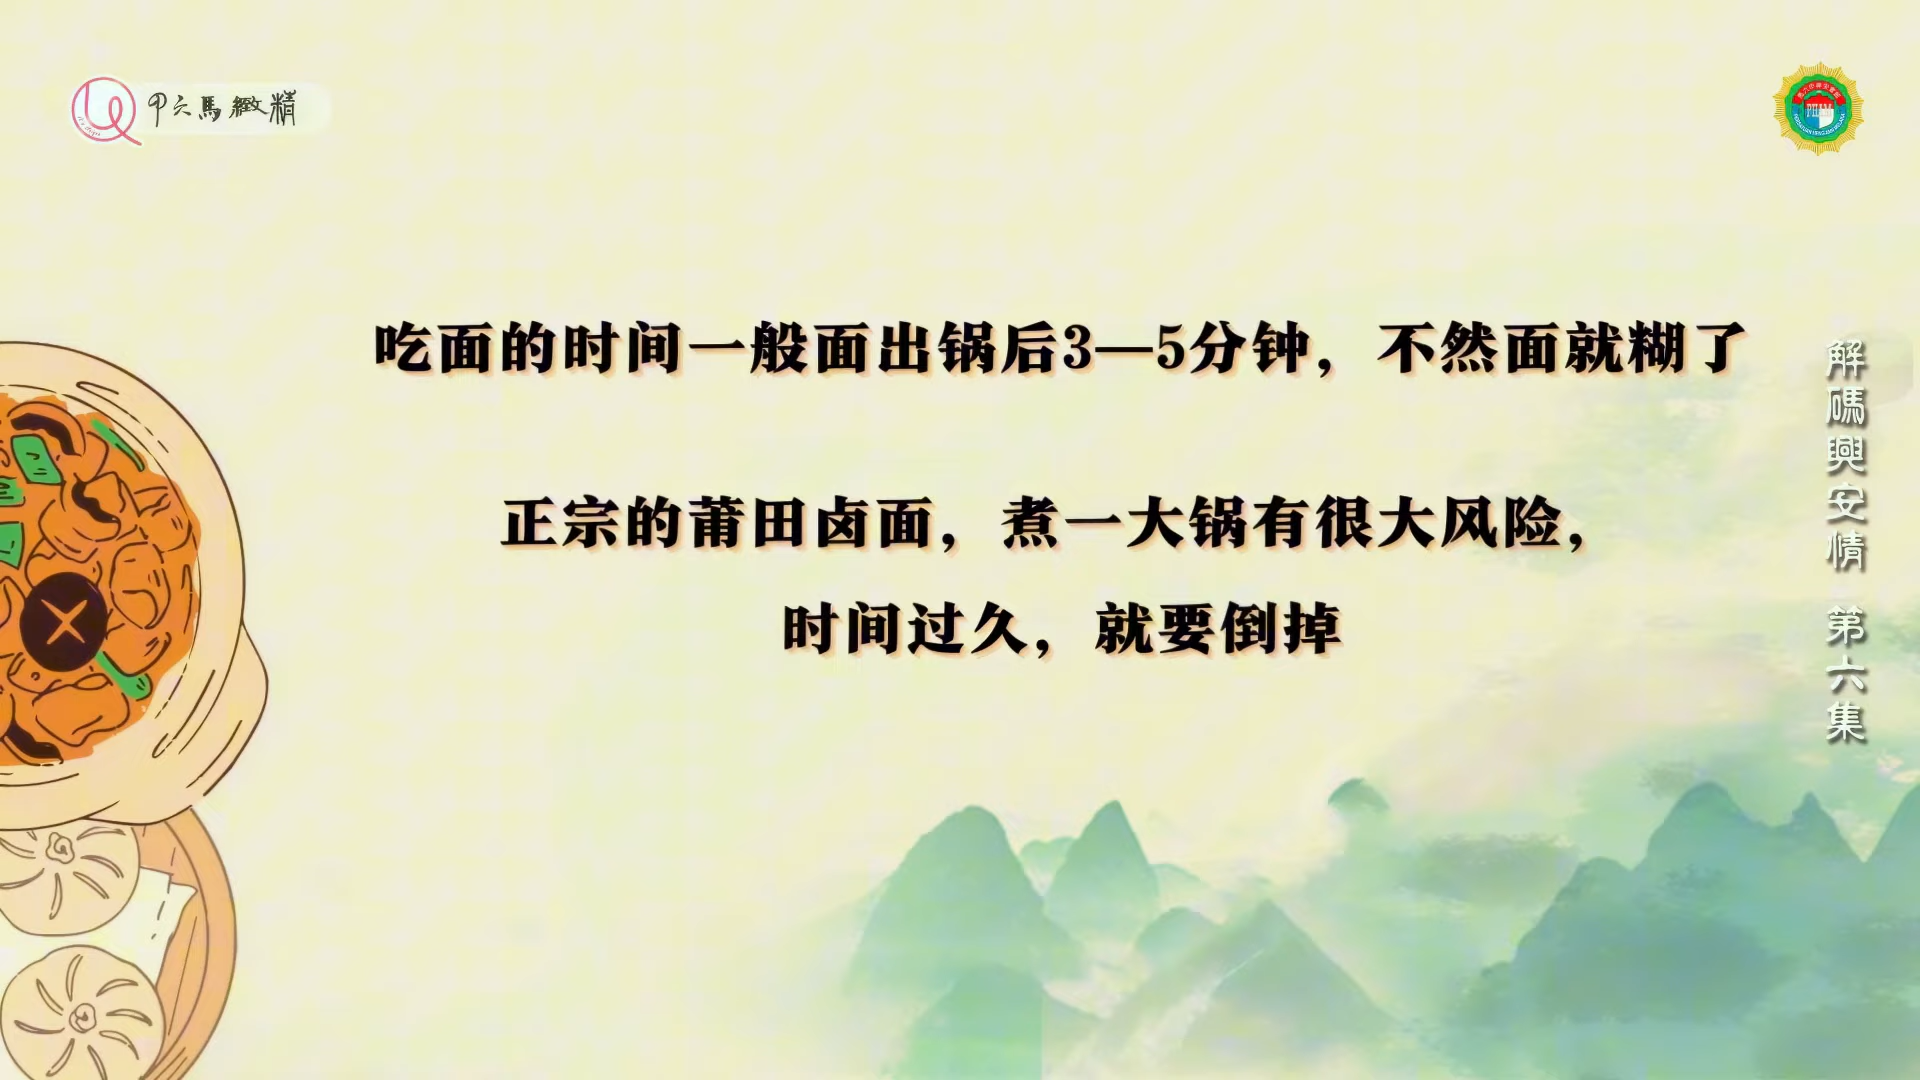 甲六馬緻精
吃面的时间一般面出锅后3—5分钟，不然面就糊了
正宗的莆田卤面，煮一大锅有很大风险，
时间过久，就要倒掉
解碼興安情 第六集
PHAM